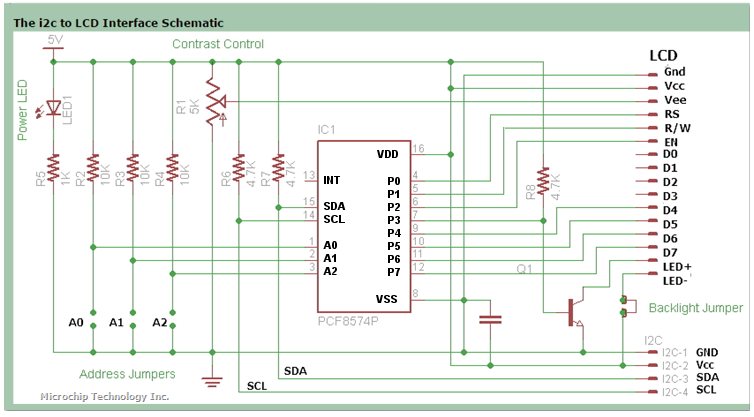 The i2c to LCD Interface Schematic
5V
Contrast Control
LCD
Gnd
Vcc
Vee
RS
R/W
EN
D0
D1
D2
D3
D4
D5
D6
D7
LED+
LED-
Power LED
LED1
R1
5K
IC1
R5
1K
R2
10K
R3
10K
R4
10K
R6
4.7K
R7
4.7K
R8
4.7K
VDD
16
13
INT
15
SDA
14
SCL
1
A0
2
A1
3
A2
P0
4
P1
5
P2
6
P3
7
P4
9
P5
10
P6
11
P7
12
VSS
8
PCF8574P
Q1
Backlight Jumper
A0
A1
A2
Address Jumpers
I2C
I2C-1 GND
I2C-2 Vcc
I2C-3 SDA
I2C-4 SCL
SDA
SCL
Microchip Technology Inc.